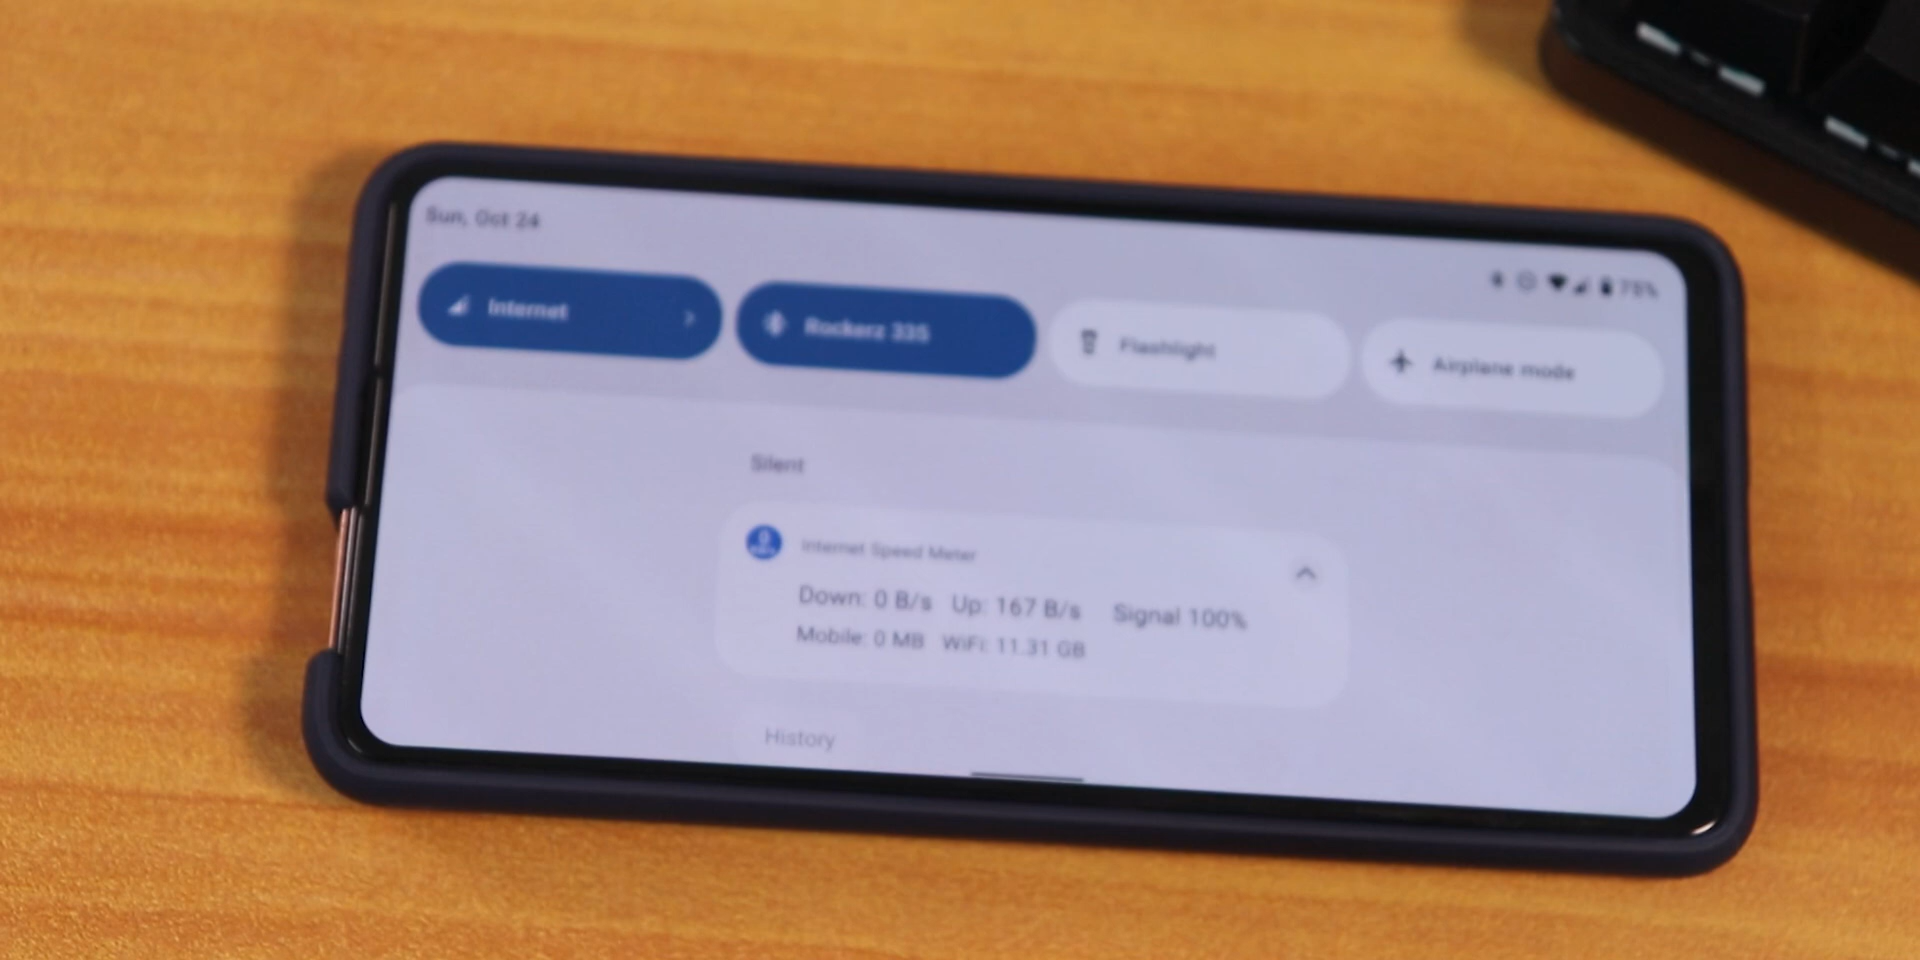 Sun, Oct 24
75%
Internet
Rockerz 335
Flashlight
Airplane mode
Silent
Internet Speed Meter
Down: 0 B/s Up: 167 B/s Signal 100%
Mobile: 0 MB WiFi: 11.31 GB
History